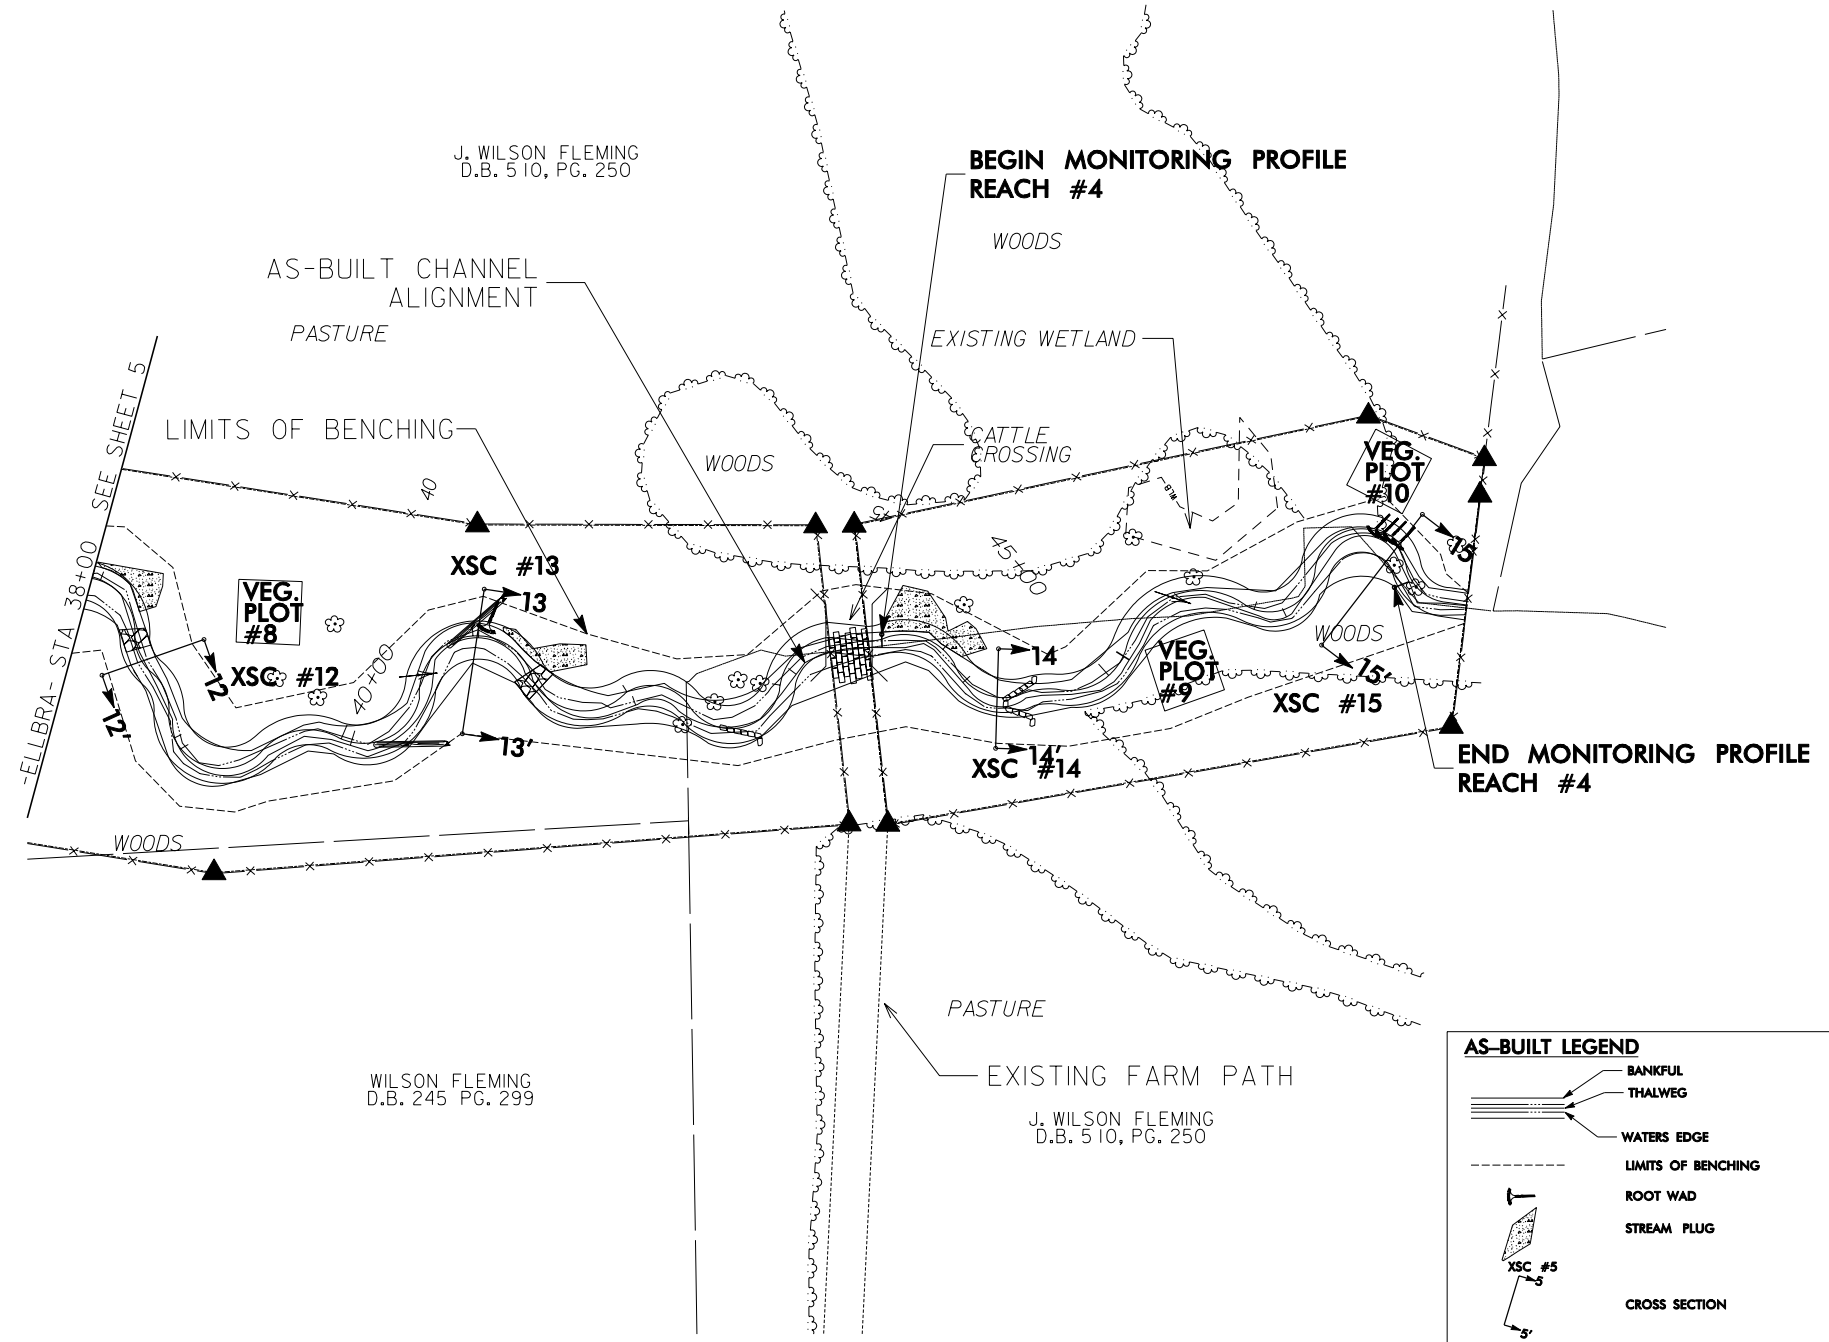 J. WILSON FLEMING
D.B. 510, PG. 250
BEGIN MONITORING PROFILE
REACH #4
WOODS
AS-BUILT CHANNEL
ALIGNMENT
PASTURE
EXISTING WETLAND
LIMITS OF BENCHING
CATTLE
CROSSING
WOODS
VEG.
PLOT
#10
-ELLBRA- STA 38+00 SEE SHEET 5
40
45+00
WLB
15
XSC #13
13
VEG.
PLOT
#8
XSC #12
12
12'
40+00
13'
14
14'
XSC #14
VEG.
PLOT
#9
WOODS
15'
XSC #15
END MONITORING PROFILE
REACH #4
WOODS
PASTURE
EXISTING FARM PATH
WILSON FLEMING
D.B. 245 PG. 299
J. WILSON FLEMING
D.B. 510, PG. 250
AS-BUILT LEGEND
BANKFUL
THALWEG
WATERS EDGE
LIMITS OF BENCHING
ROOT WAD
STREAM PLUG
XSC #5
5
CROSS SECTION
5'